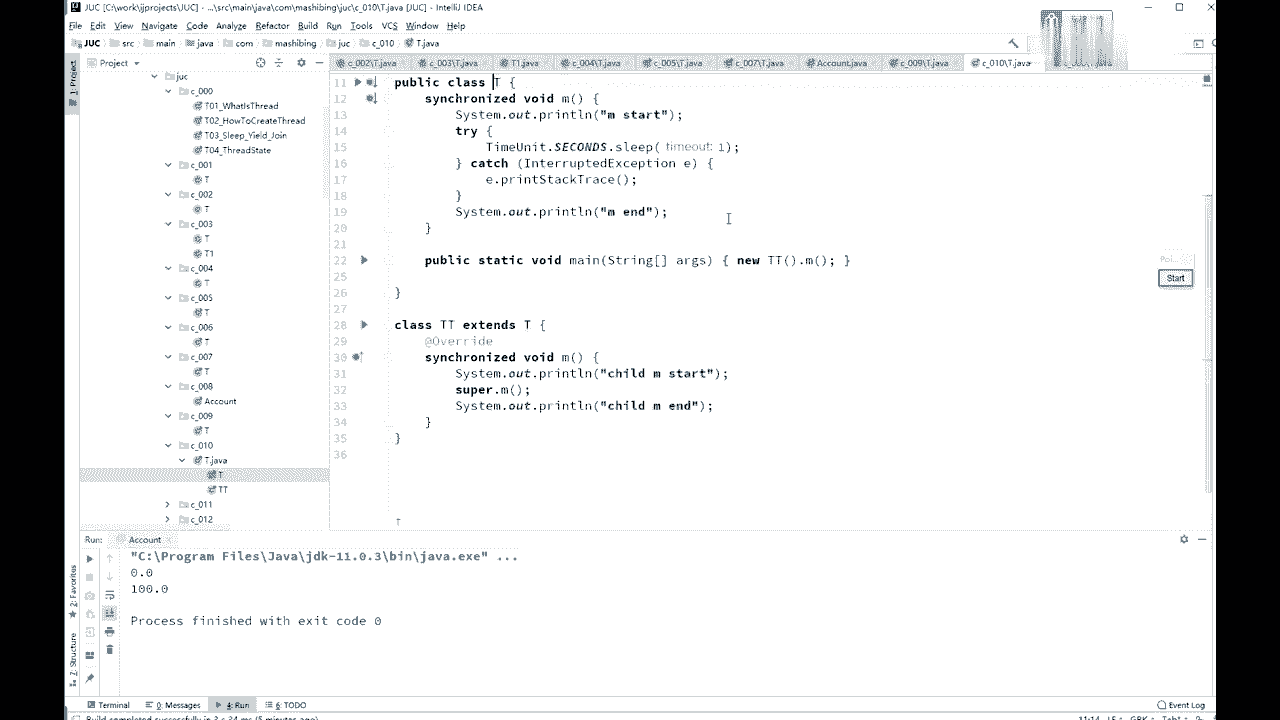 JUC [C:\work\ijprojects\JUC] - ...\src\main\java\com\mashibing\juc\c_010\T.java [JUC] - IntelliJ IDEA
File Edit View Navigate Code Analyze Refactor Build Run Tools VCS Window Help
JUC src main java com mashibing juc c_010 T.java
1: Project
Project
c_002\T.java c_003\T.java T1.java c_004\T.java c_005\T.java c_007\T.java Account.java c_009\T.java c_010\T.java
juc
c_000
T01_WhatIsThread
T02_HowToCreateThread
T03_Sleep_Yield_Join
T04_ThreadState
c_001
T
c_002
T
c_003
T
T1
c_004
T
c_005
T
c_006
T
c_007
T
c_008
Account
c_009
T
c_010
T.java
T
TT
c_011
c_012
11 public class T {
12 synchronized void m() {
13 System.out.println("m start");
14 try {
15 TimeUnit.SECONDS.sleep( timeout: 1);
16 } catch (InterruptedException e) {
17 e.printStackTrace();
18 }
19 System.out.println("m end");
20 }
21
22 public static void main(String[] args) { new TT().m(); }
25
26 }
27
28 class TT extends T {
29 @Override
30 synchronized void m() {
31 System.out.println("child m start");
32 super.m();
33 System.out.println("child m end");
34 }
35 }
36
T
Start
Run: Account
"C:\Program Files\Java\jdk-11.0.3\bin\java.exe" ...
0.0
100.0
Process finished with exit code 0
2: Favorites
7: Structure
Terminal 0: Messages 4: Run 6: TODO Event Log
Build completed successfully in 3 s 34 ms (5 minutes ago)
11:14 LF GBK